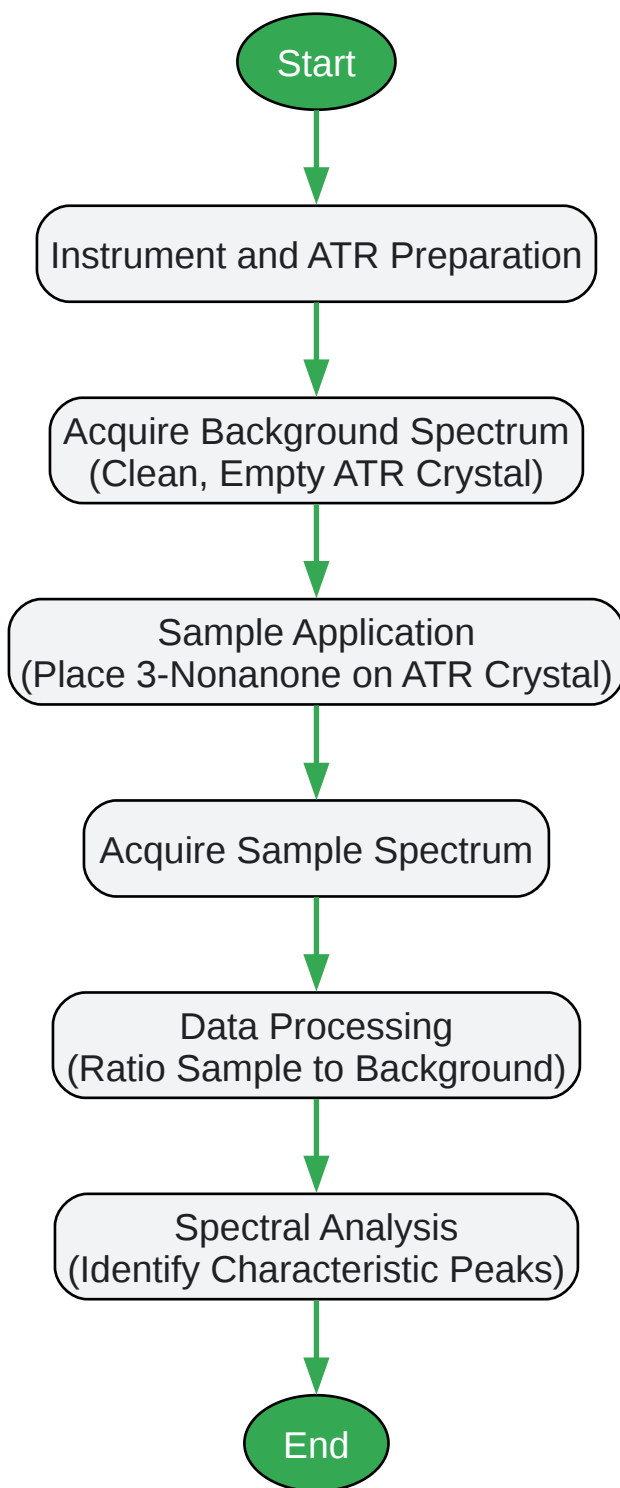 Start
Instrument and ATR Preparation
Acquire Background Spectrum
(Clean, Empty ATR Crystal)
Sample Application
(Place 3-Nonanone on ATR Crystal)
Acquire Sample Spectrum
Data Processing
(Ratio Sample to Background)
Spectral Analysis
(Identify Characteristic Peaks)
End